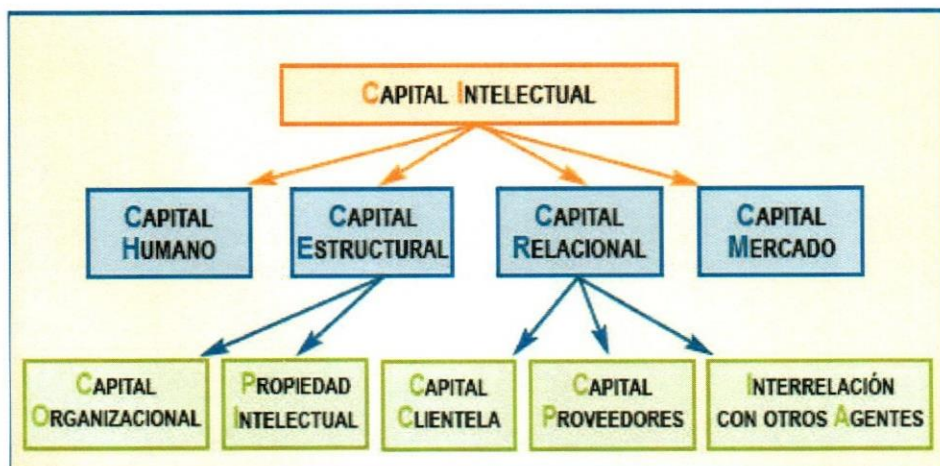 CAPITAL INTELECTUAL
CAPITAL
HUMANO
CAPITAL
ESTRUCTURAL
CAPITAL
RELACIONAL
CAPITAL
MERCADO
CAPITAL
ORGANIZACIONAL
PROPIEDAD
INTELECTUAL
CAPITAL
CLIENTELA
CAPITAL
PROVEEDORES
INTERRELACIÓN
CON OTROS AGENTES